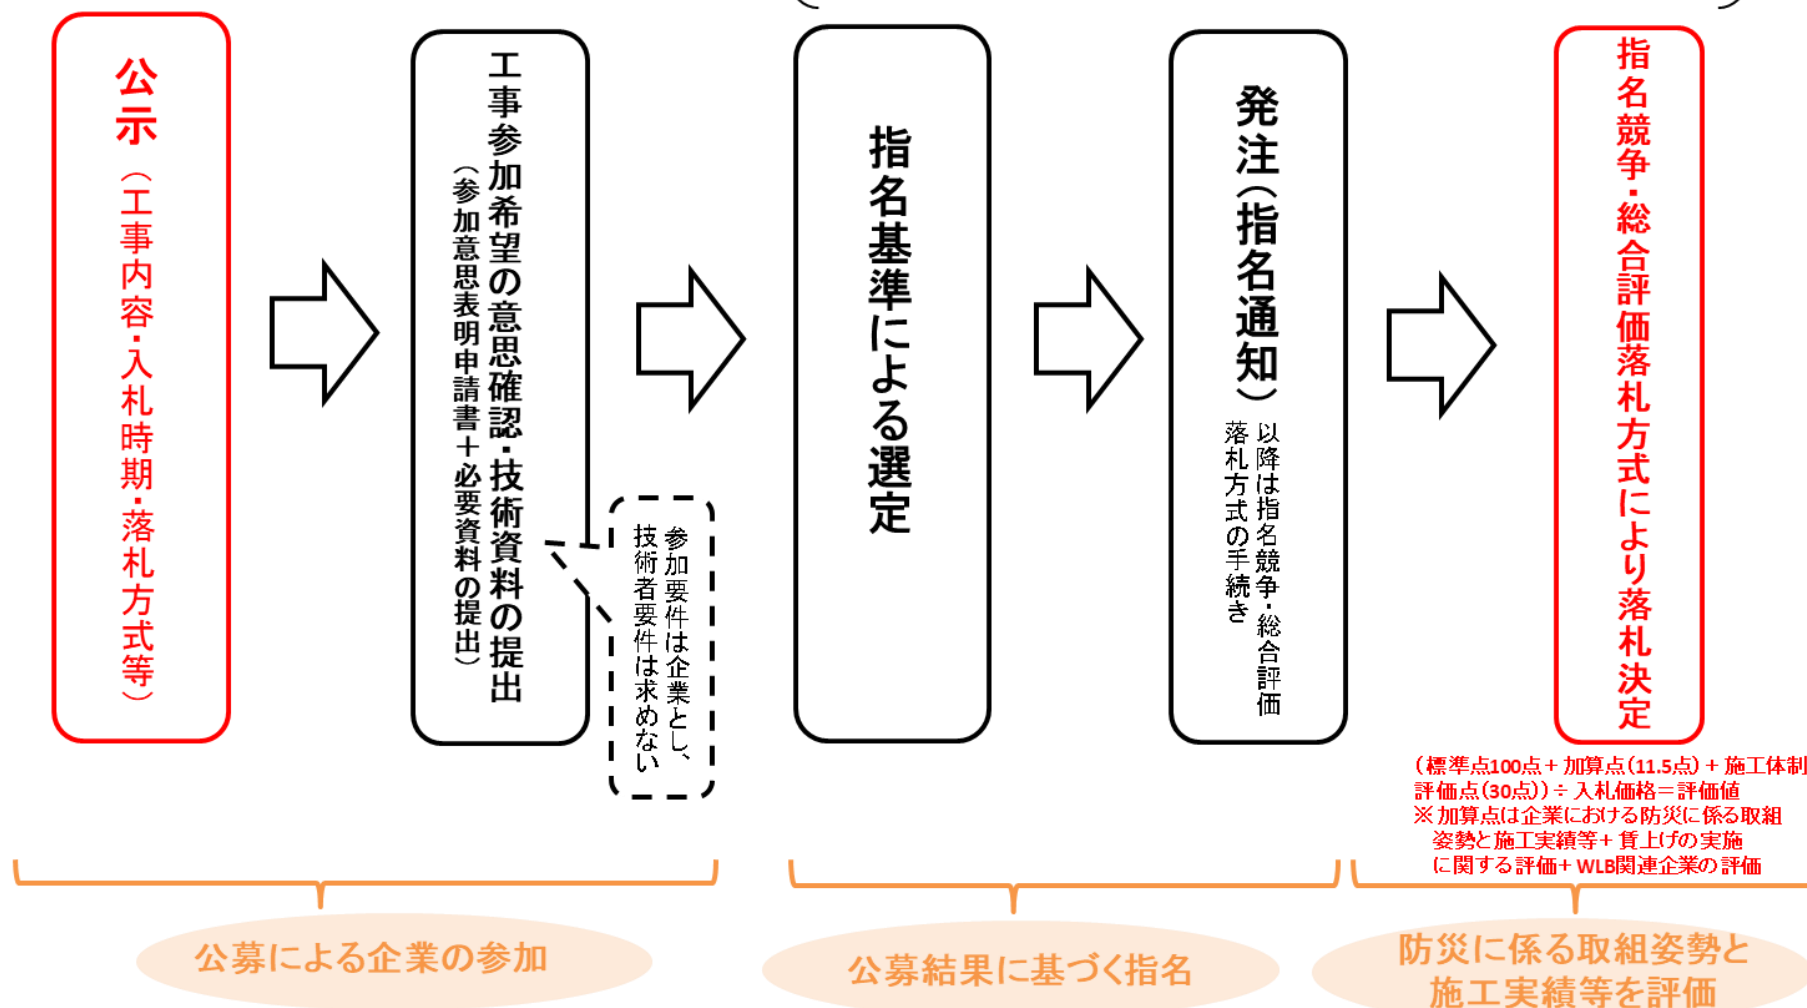 公示（工事内容・入札時期・落札方式等）
工事参加希望の意思確認・技術資料の提出
（参加意思表明申請書＋必要資料の提出）
参加要件は企業とし、
技術者要件は求めない
指名基準による選定
発注（指名通知）
以降は指名競争・総合評価
落札方式の手続き
指名競争・総合評価落札方式により落札決定
（標準点100点＋加算点（11.5点）＋施工体制
評価点（30点））÷入札価格＝評価値
※加算点は企業における防災に係る取組
姿勢と施工実績等＋賃上げの実施
に関する評価＋WLB関連企業の評価
公募による企業の参加
公募結果に基づく指名
防災に係る取組姿勢と
施工実績等を評価